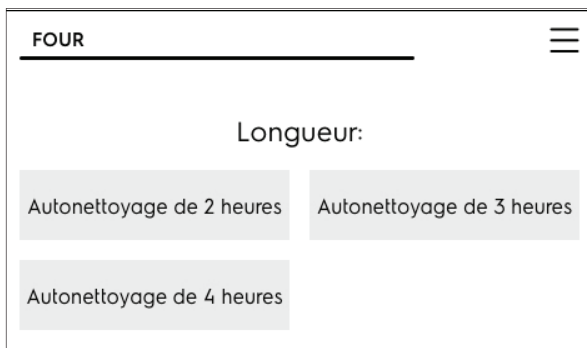 FOUR
Longueur:
Autonettoyage de 2 heures
Autonettoyage de 3 heures
Autonettoyage de 4 heures